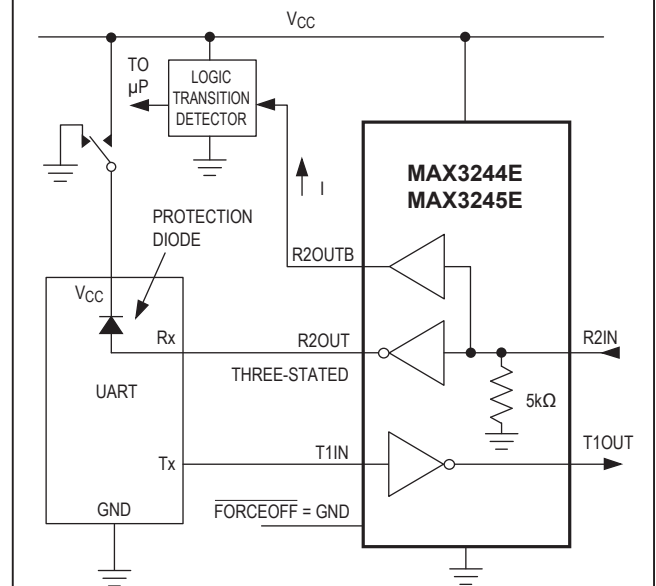 VCC
TO
μP
LOGIC
TRANSITION
DETECTOR
MAX3244E
MAX3245E
I
PROTECTION
DIODE
R2OUTB
VCC
Rx
R2OUT
R2IN
THREE-STATED
UART
5kΩ
Tx
T1IN
T1OUT
GND
FORCEOFF = GND